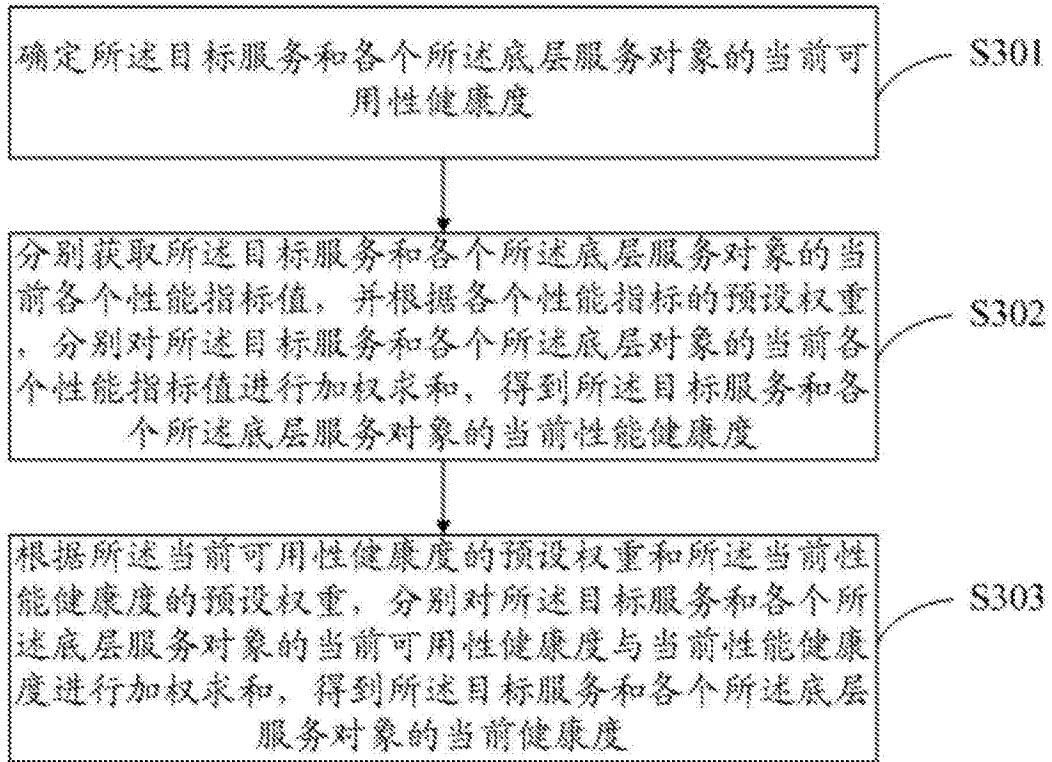 确定所述目标服务和各个所述底层服务对象的当前可
用性健康度
S301
分别获取所述目标服务和各个所述底层服务对象的当
前各个性能指标值，并根据各个性能指标的预设权重
，分别对所述目标服务和各个所述底层对象的当前各
个性能指标值进行加权求和，得到所述目标服务和各
个所述底层服务对象的当前性能健康度
S302
根据所述当前可用性健康度的预设权重和所述当前性
能健康度的预设权重，分别对所述目标服务和各个所
述底层服务对象的当前可用性健康度与当前性能健康
度进行加权求和，得到所述目标服务和各个所述底层
服务对象的当前健康度
S303